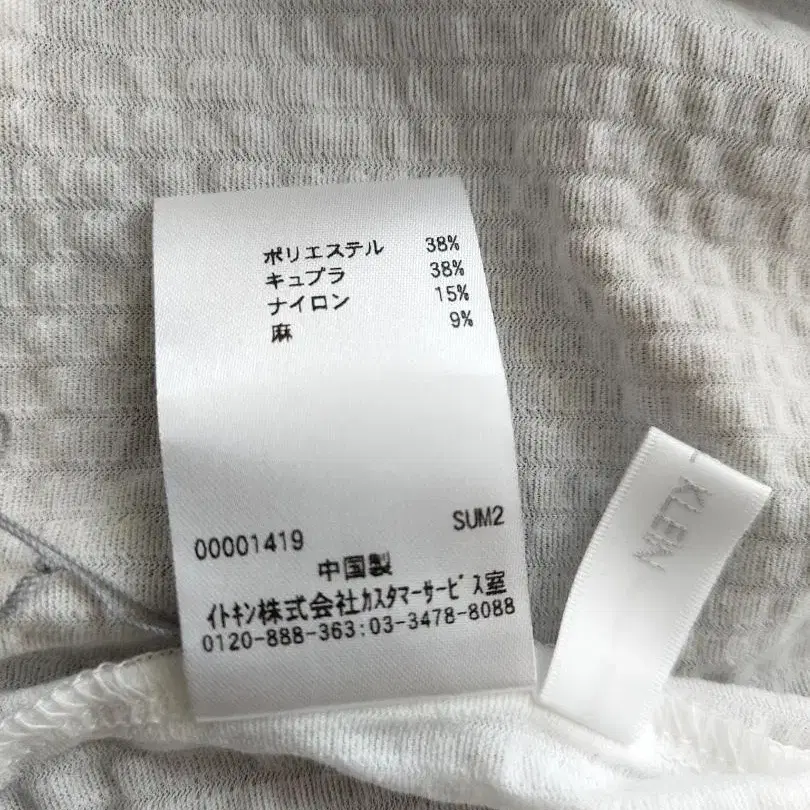 ポリエステル 38%
キュプラ 38%
ナイロン 15%
麻 9%
SUM2
00001419
中国製
イトキン株式会社カスタマーサービス室
0120-888-363:03-3478-8088
KLEIN